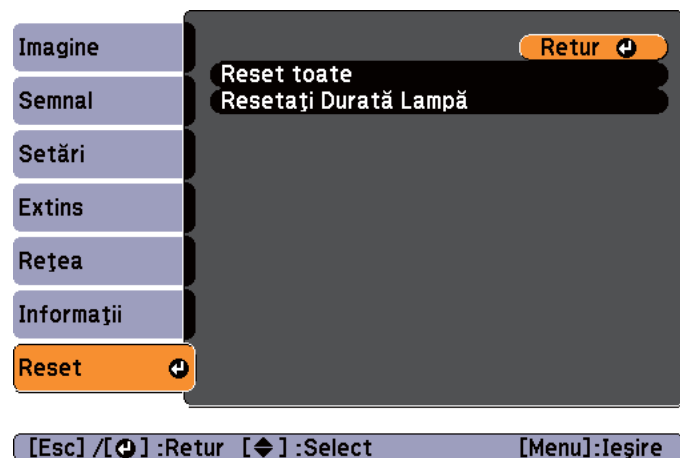 Imagine
Semnal
Setări
Extins
Reţea
Informaţii
Reset
Retur
Reset toate
Resetaţi Durată Lampă
[Esc] /[ ] :Retur [ ] :Select [Menu]:Ieşire